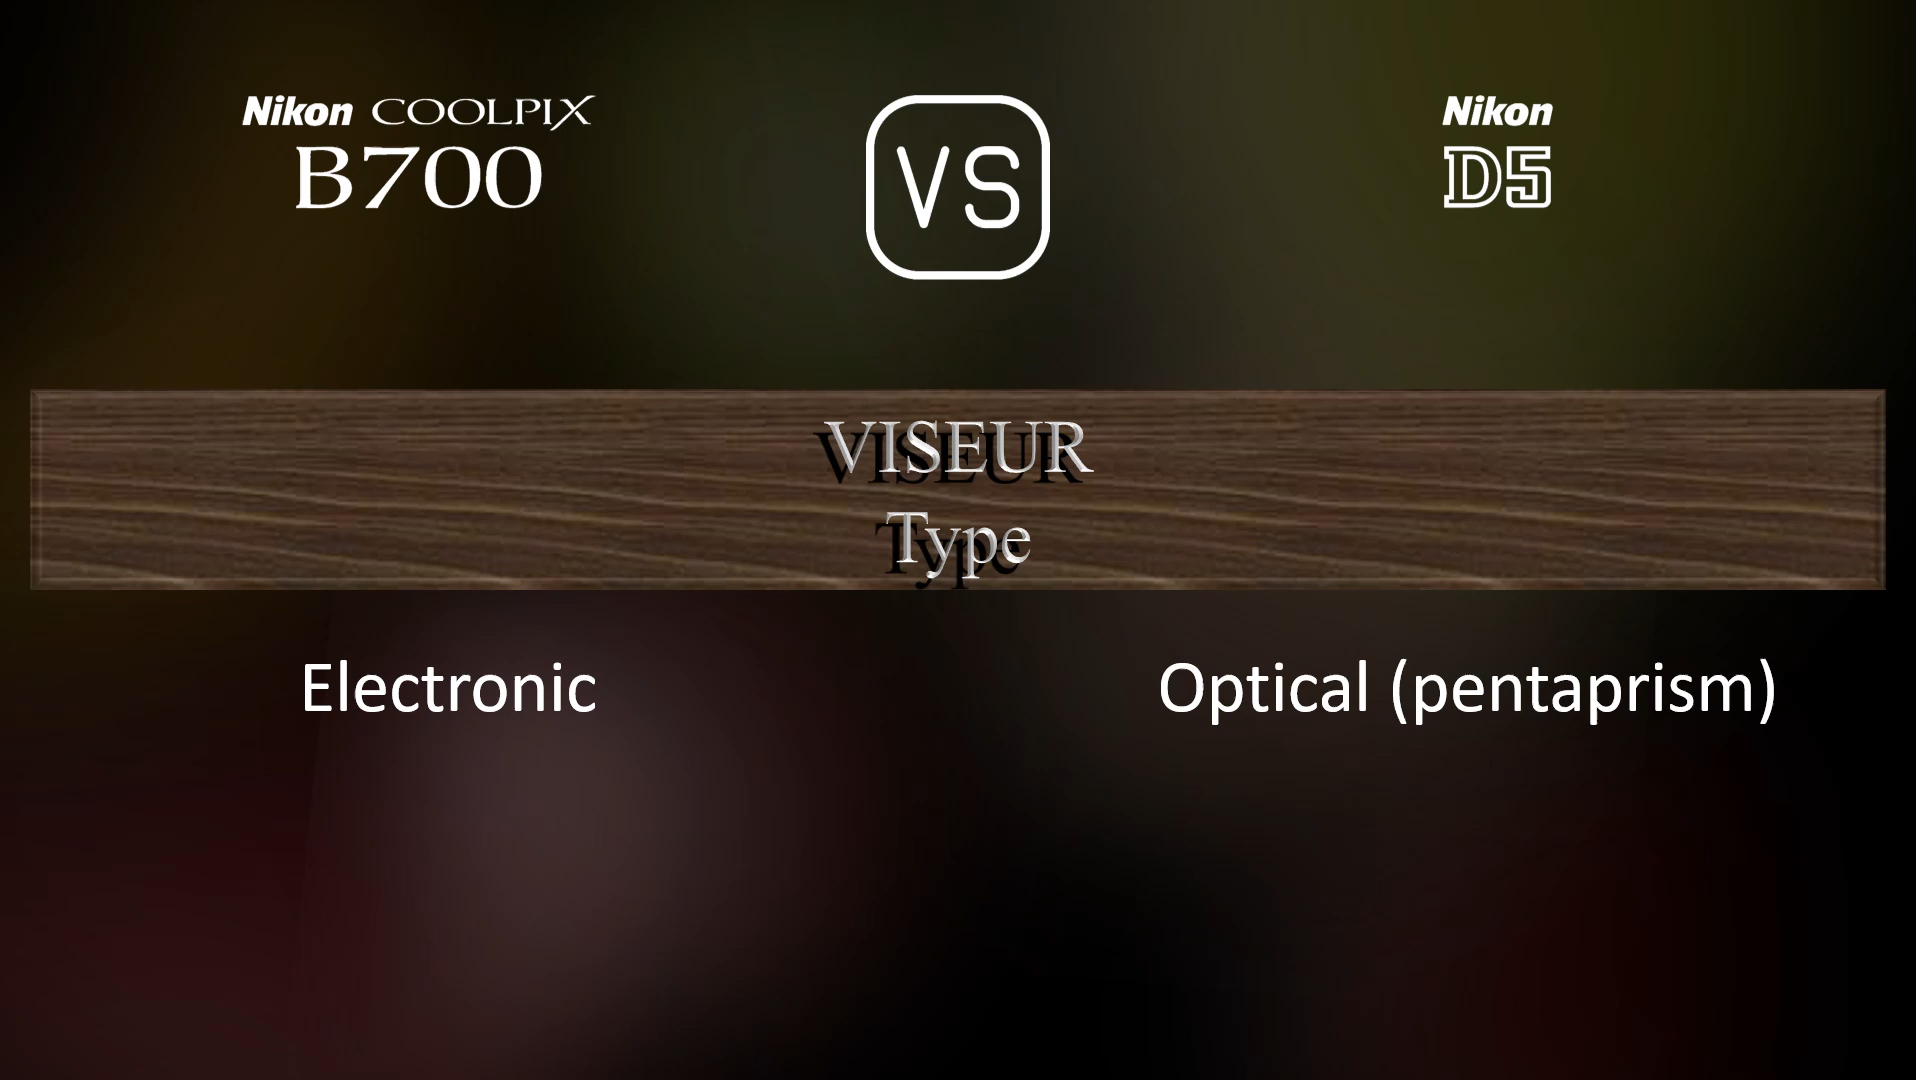 Nikon COOLPIX
B700
VS
Nikon
D5
VISEUR
Type
Electronic
Optical (pentaprism)